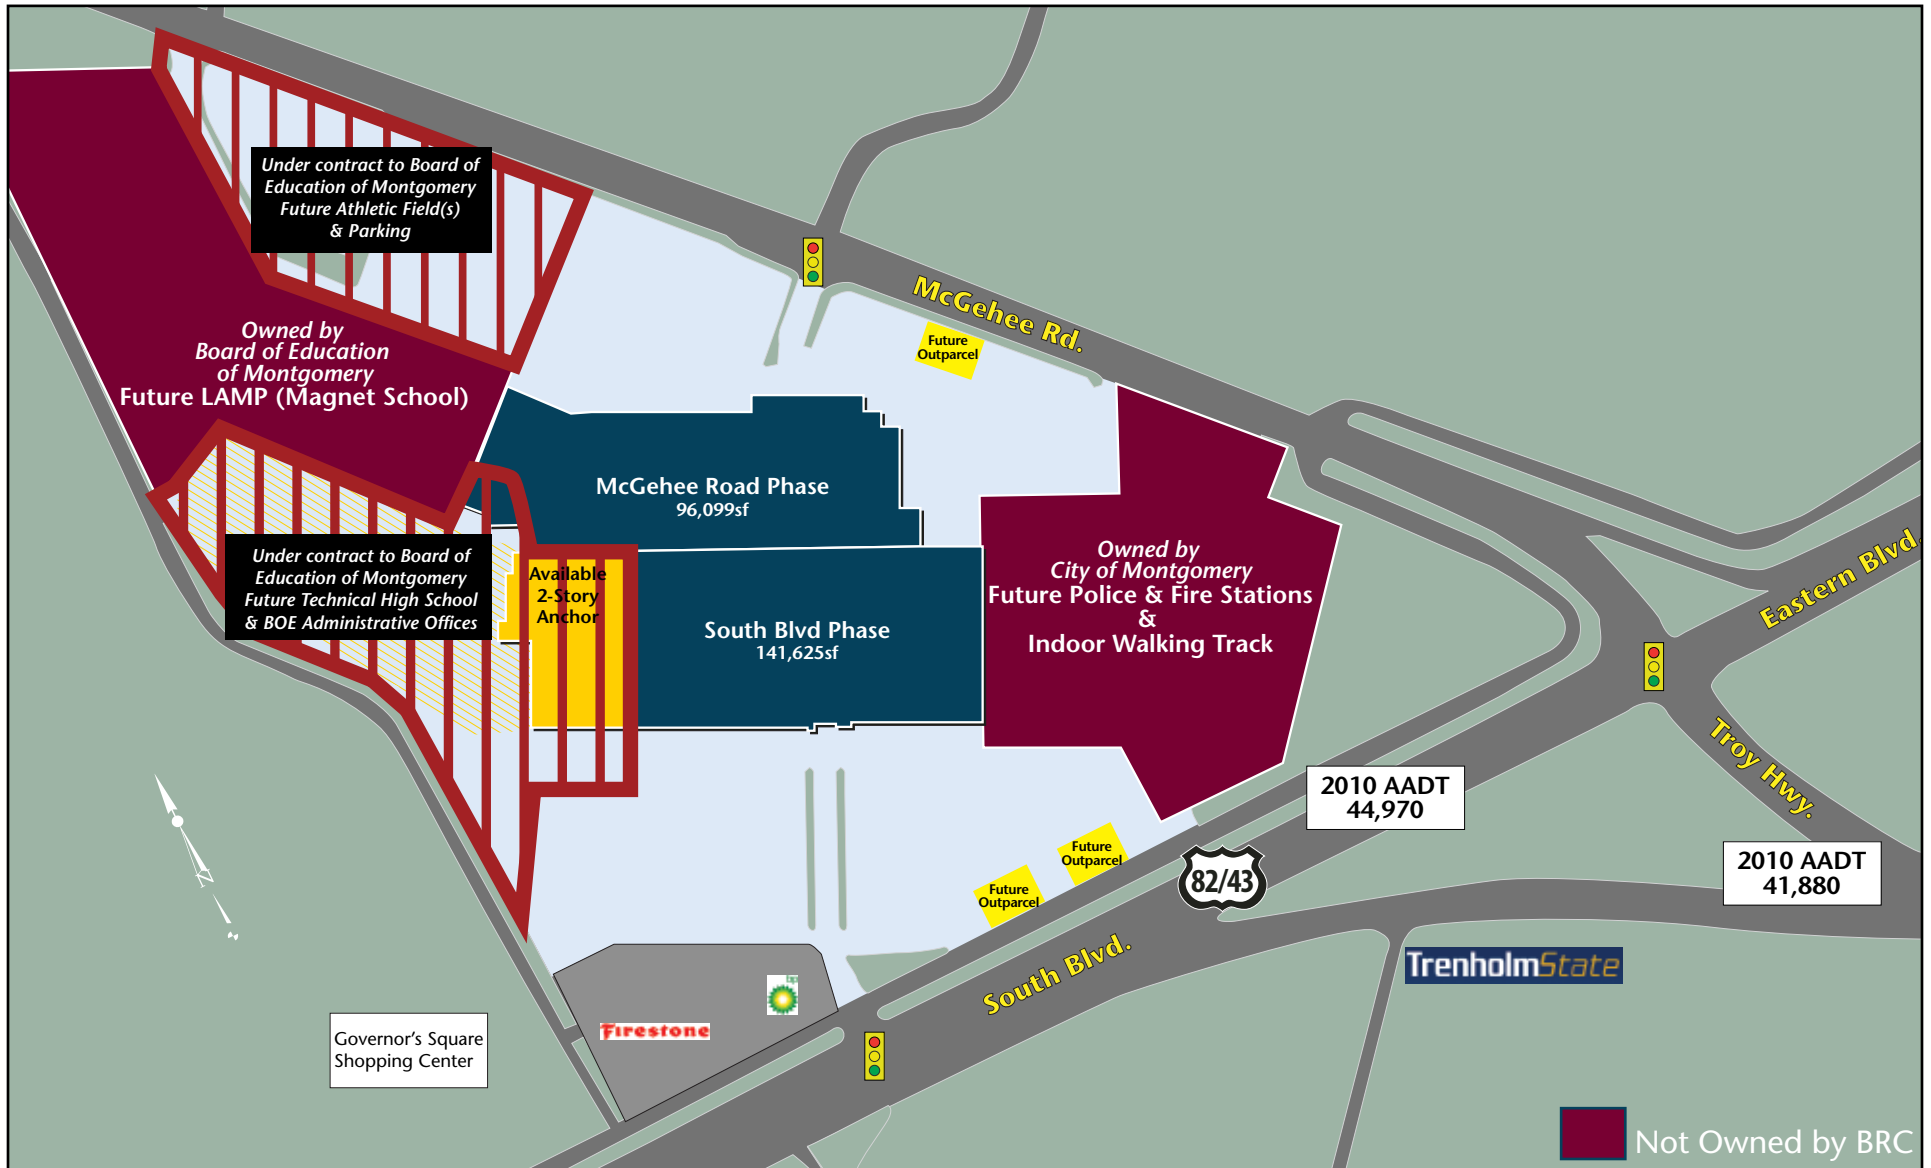 Under contract to Board of
Education of Montgomery
Future Athletic Field(s)
& Parking
McGehee Rd.
Owned by
Board of Education
of Montgomery
Future LAMP (Magnet School)
Future
Outparcel
McGehee Road Phase
96,099sf
Under contract to Board of
Education of Montgomery
Future Technical High School
& BOE Administrative Offices
Available
2-Story
Anchor
South Blvd Phase
141,625sf
Owned by
City of Montgomery
Future Police & Fire Stations
&
Indoor Walking Track
Eastern Blvd.
Troy Hwy.
2010 AADT
44,970
2010 AADT
41,880
Future
Outparcel
Future
Outparcel
82/43
N
South Blvd.
TrenholmState
bp
Firestone
Governor's Square
Shopping Center
Not Owned by BRC